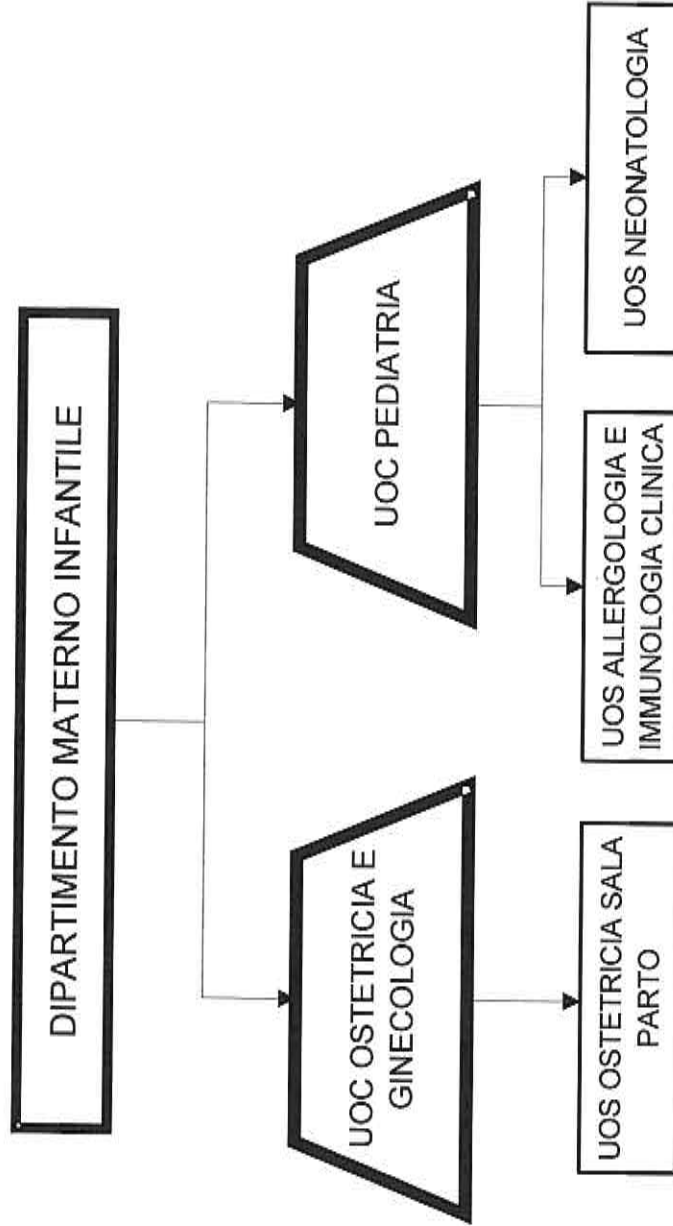 DIPARTIMENTO MATERNO INFANTILE
UOC OSTETRICIA E
GINECOLOGIA
UOC PEDIATRIA
UOS OSTETRICIA SALA
PARTO
UOS ALLERGOLOGIA E
IMMUNOLOGIA CLINICA
UOS NEONATOLOGIA